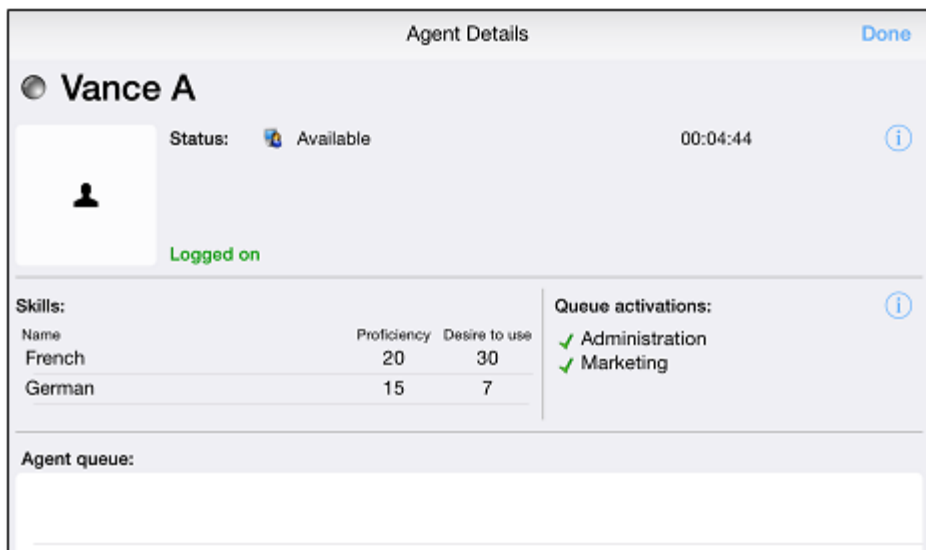 Agent Details Done
Vance A
Status: Available 00:04:44
Logged on
Skills:
Name Proficiency Desire to use
French 20 30
German 15 7
Queue activations:
Administration
Marketing
Agent queue: